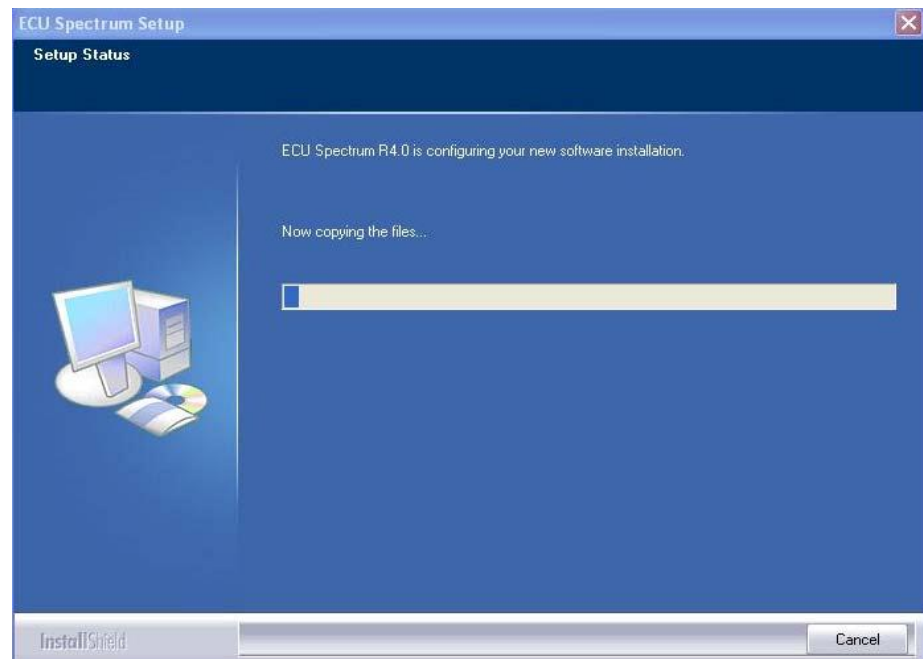 ECU Spectrum Setup
Setup Status
ECU Spectrum R4.0 is configuring your new software installation.
Now copying the files...
InstallShield
Cancel